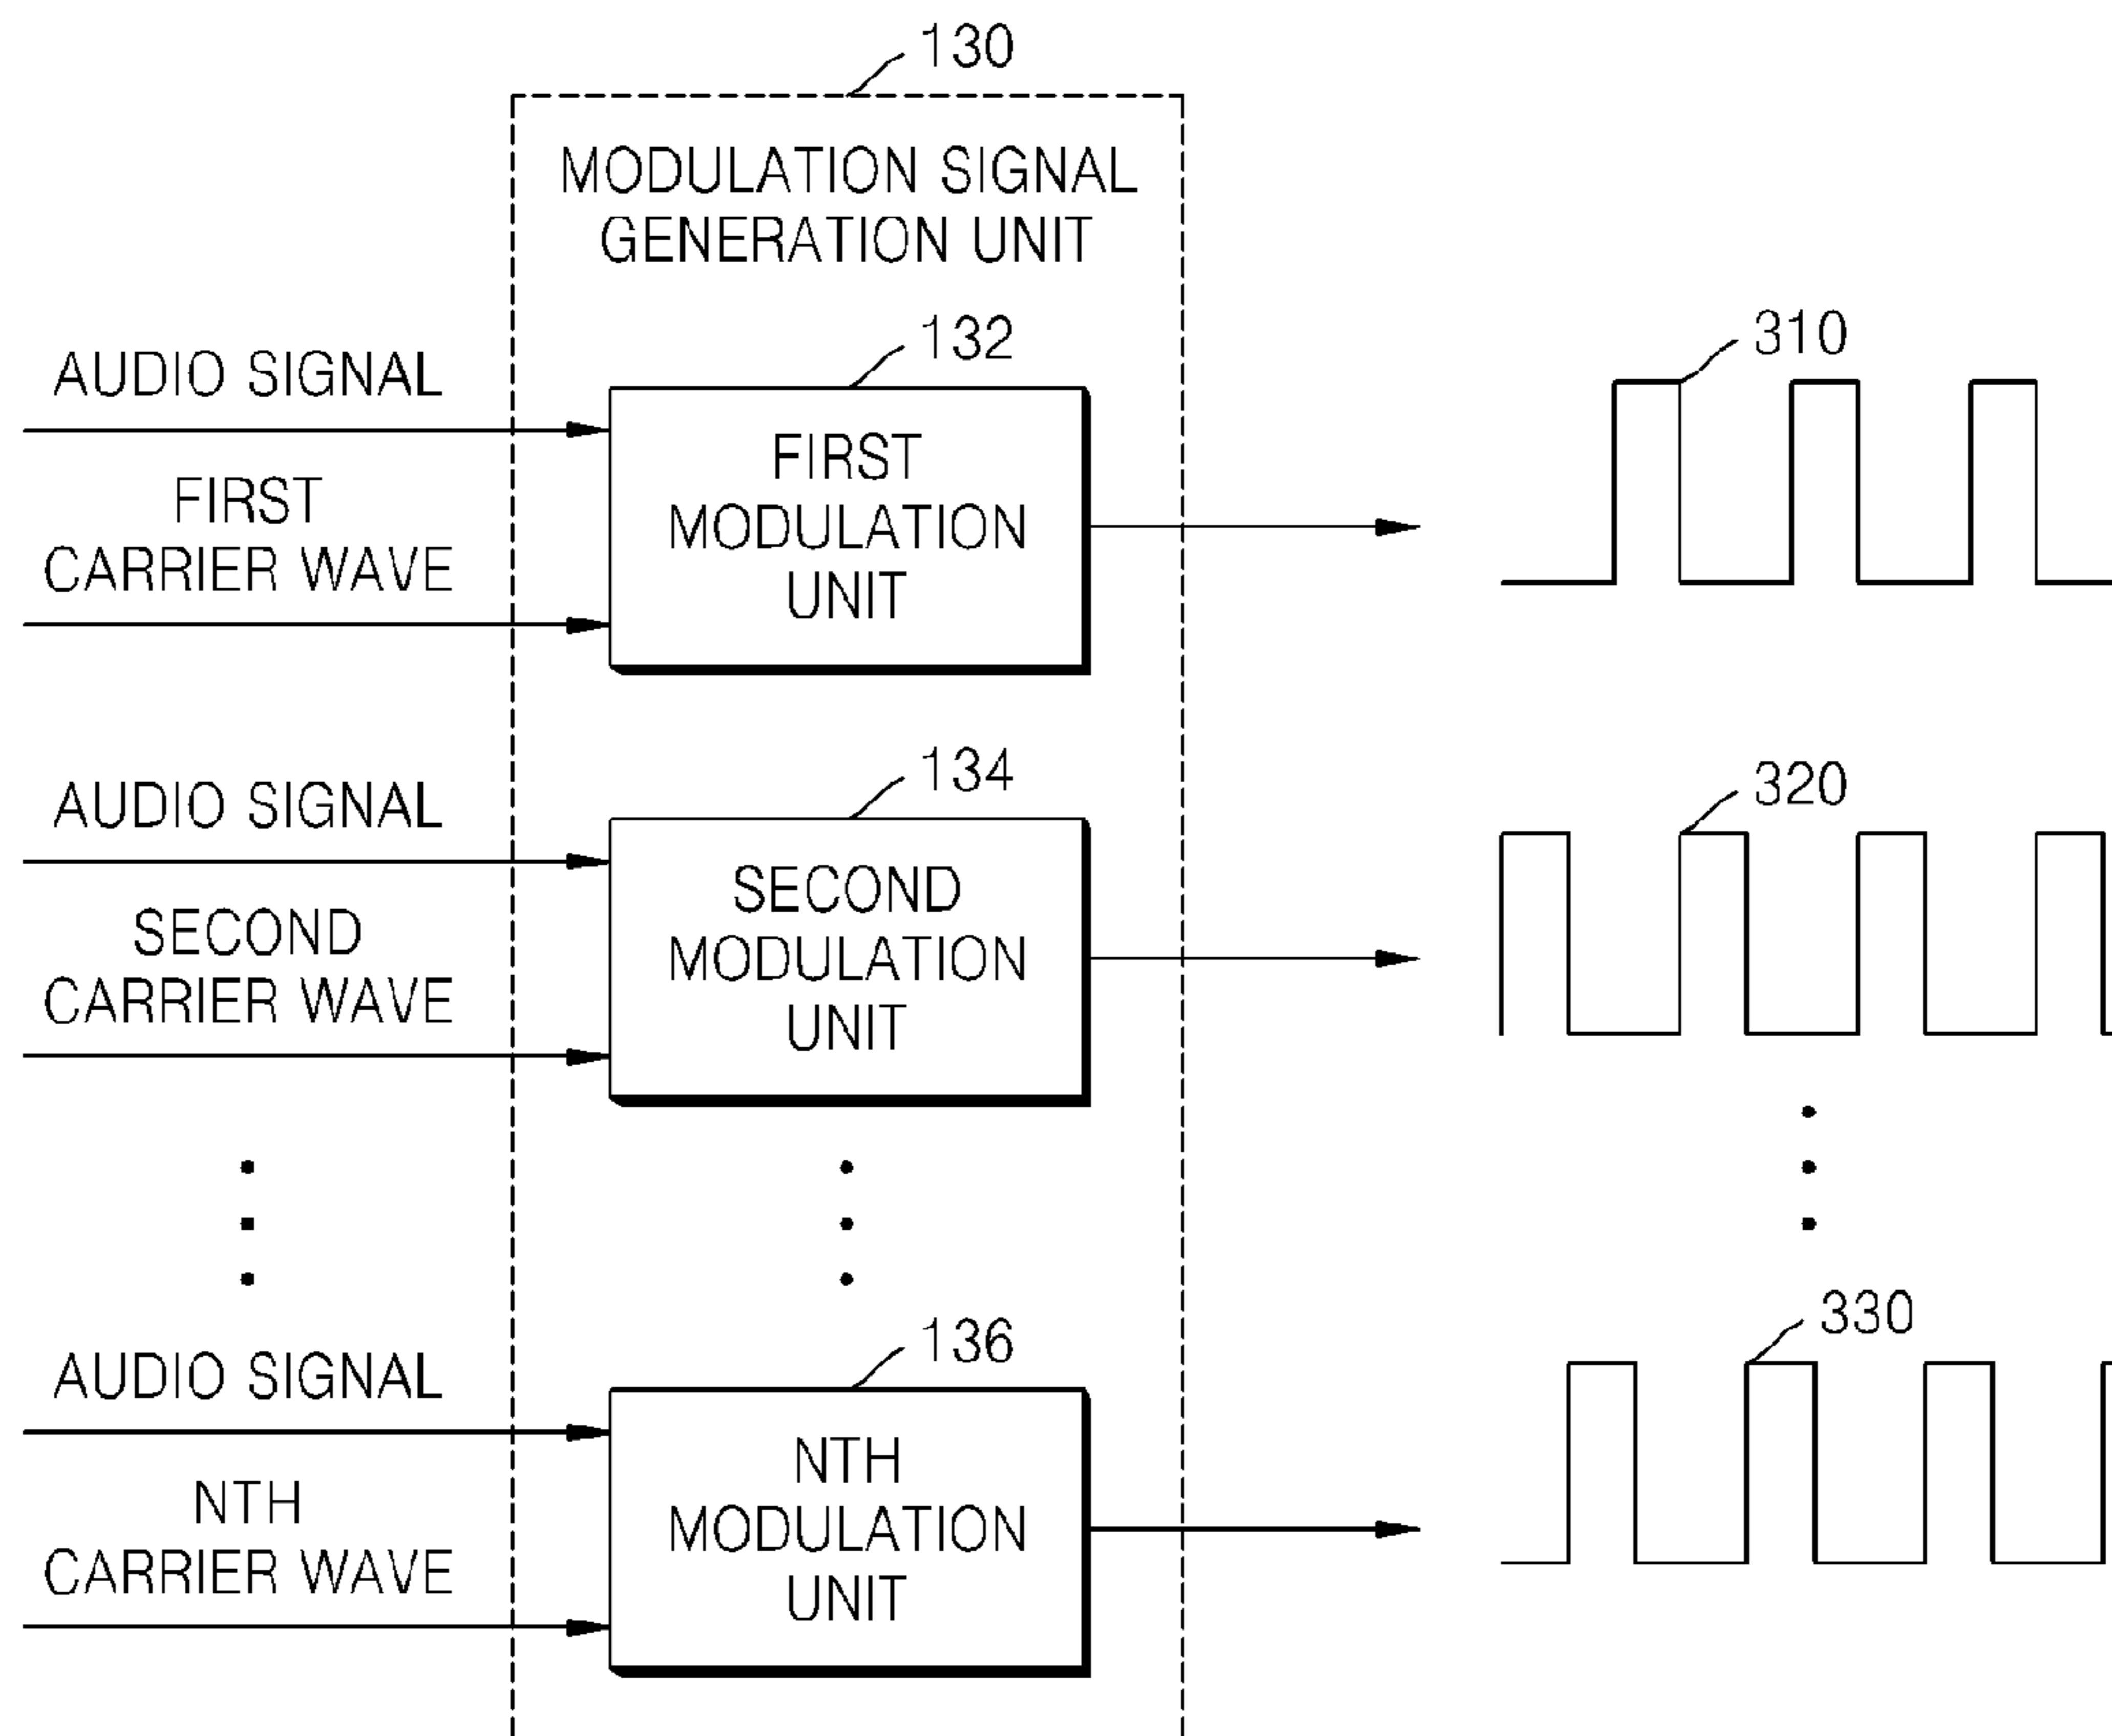 130
MODULATION SIGNAL
GENERATION UNIT
132
310
AUDIO SIGNAL
FIRST
CARRIER WAVE
FIRST
MODULATION
UNIT
134
320
AUDIO SIGNAL
SECOND
CARRIER WAVE
SECOND
MODULATION
UNIT
136
330
AUDIO SIGNAL
NTH
CARRIER WAVE
NTH
MODULATION
UNIT